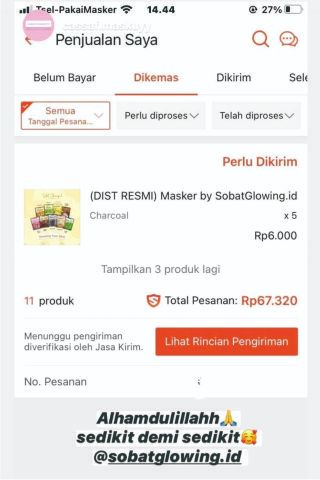 Tsel-PakaiMasker 14.44 27%
Penjualan Saya
Belum Bayar Dikemas Dikirim Sele
Semua
Tanggal Pesana...
Perlu diproses Telah diproses
Perlu Dikirim
(DIST RESMI) Masker by SobatGlowing.id
Charcoal x 5
Rp6.000
Tampilkan 3 produk lagi
11 produk Total Pesanan: Rp67.320
Menunggu pengiriman
diverifikasi oleh Jasa Kirim.
Lihat Rincian Pengiriman
No. Pesanan
Alhamdulillahh🙏
sedikit demi sedikit🥰
@sobatglowing.id